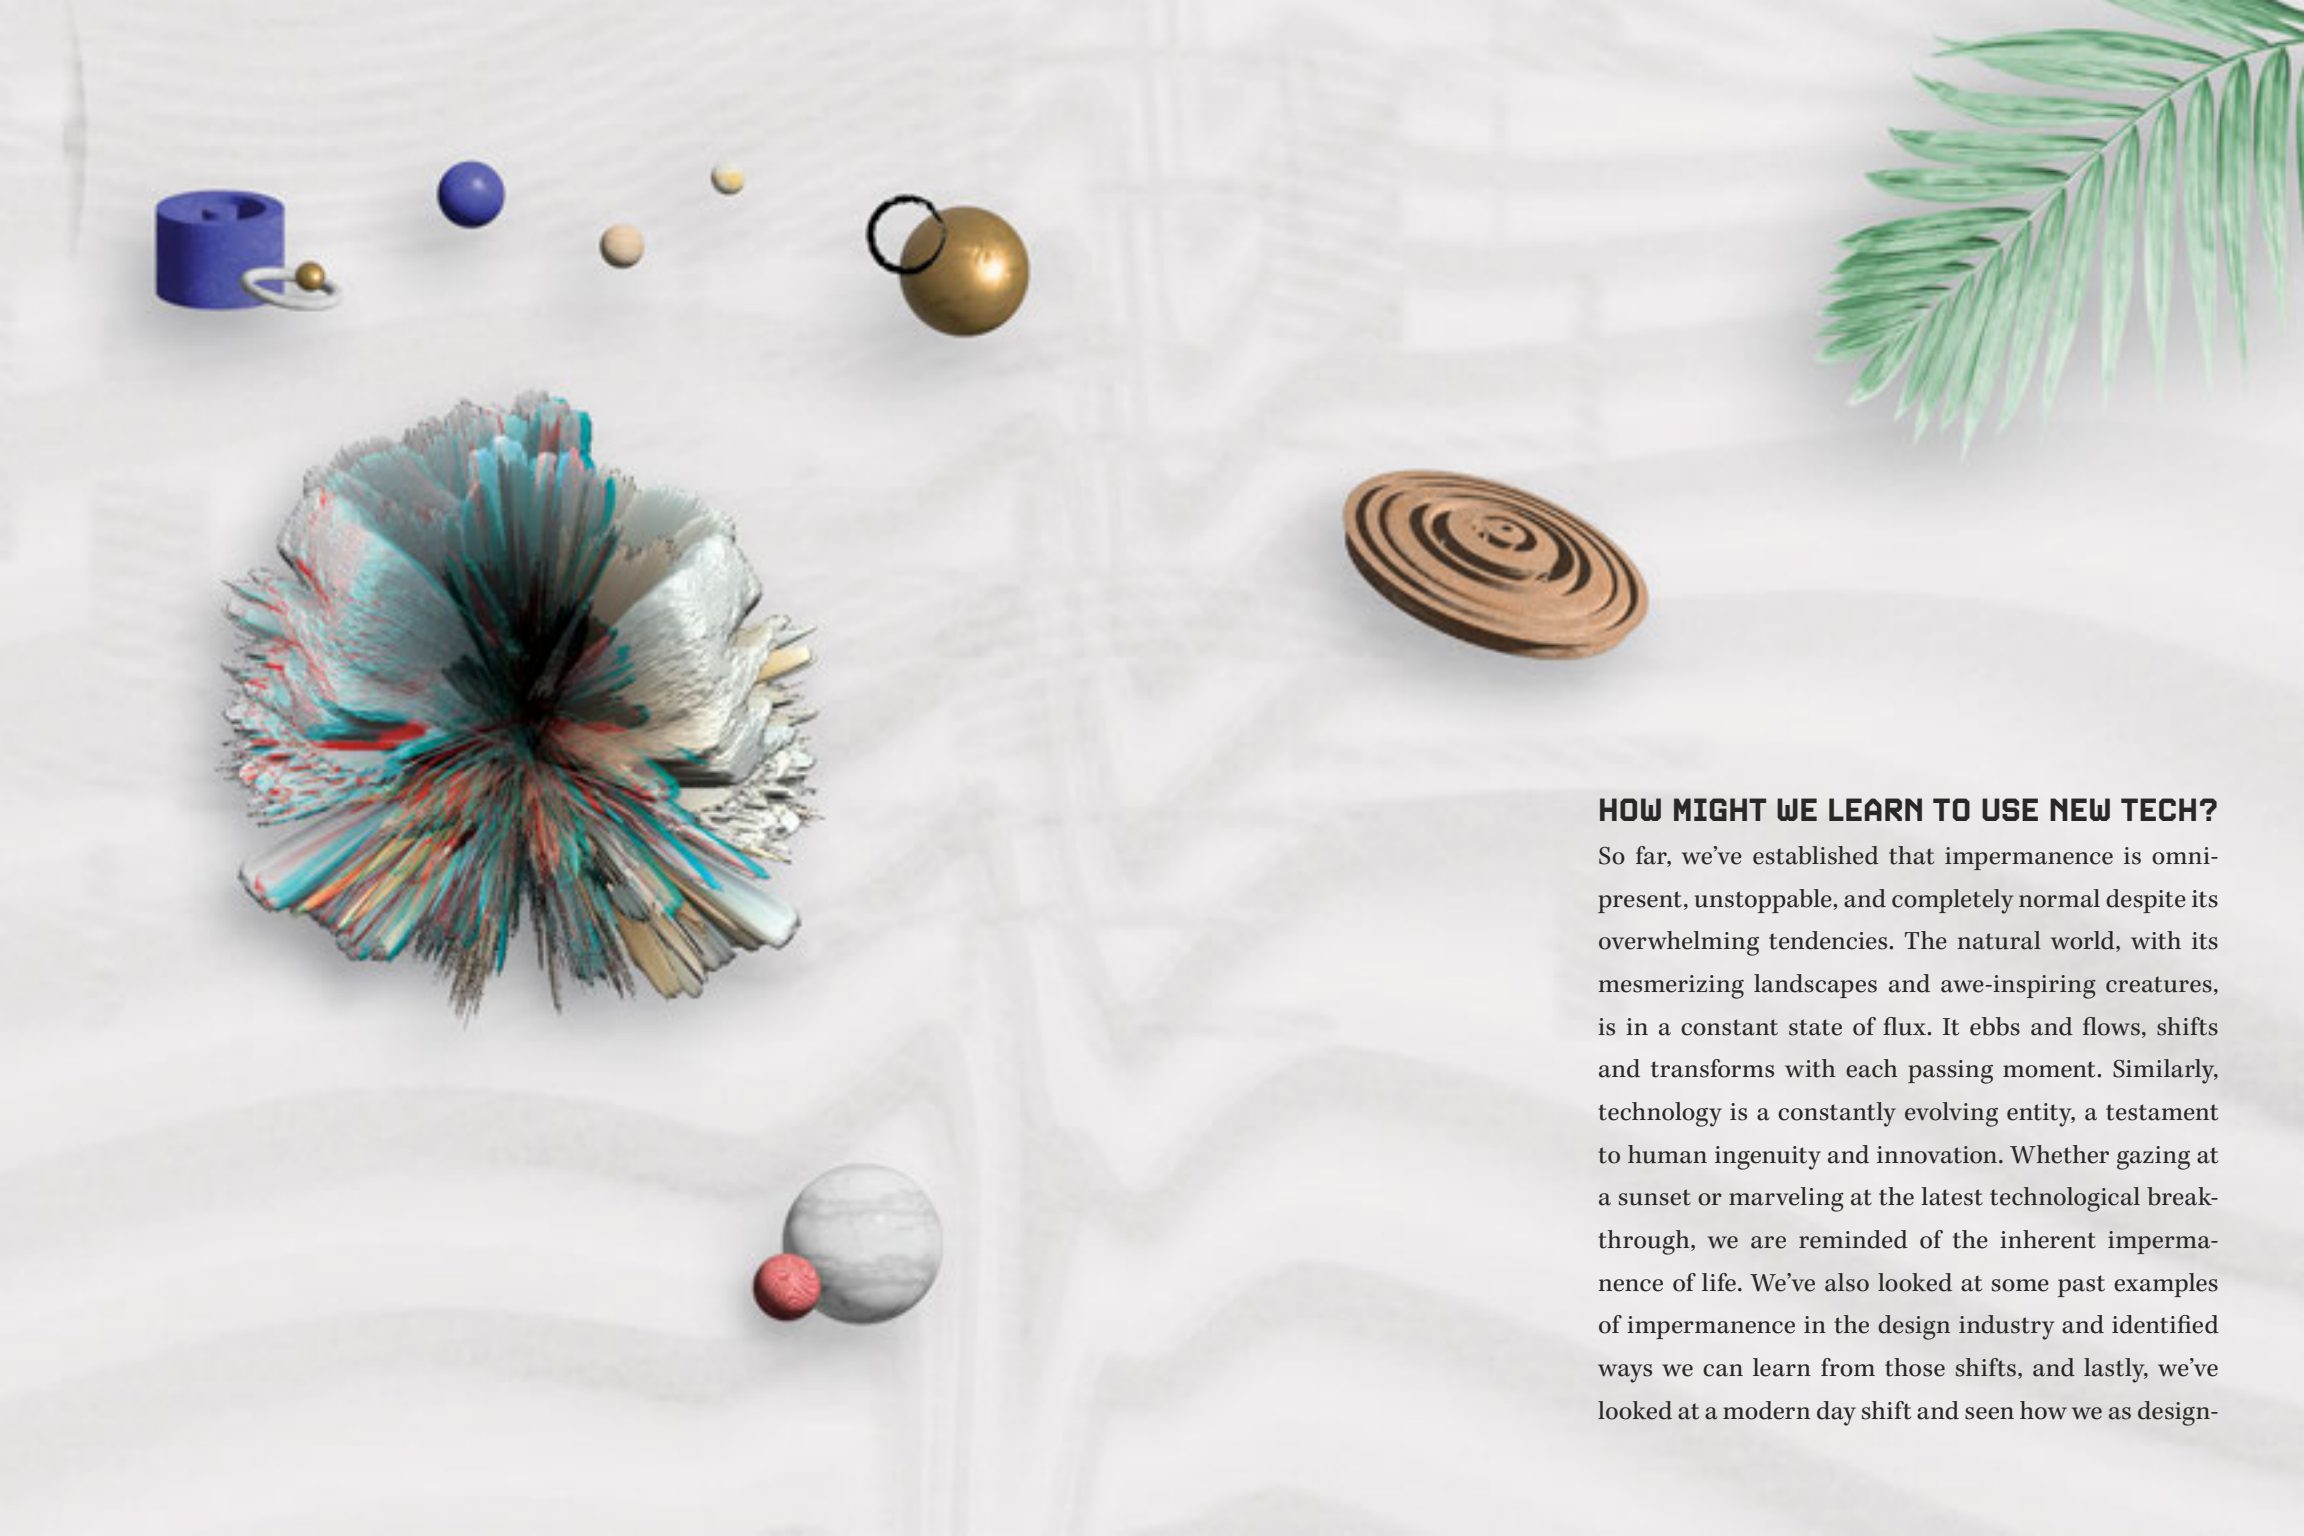 HOW MIGHT WE LEARN TO USE NEW TECH?
So far, we’ve established that impermanence is omni-
present, unstoppable, and completely normal despite its
overwhelming tendencies. The natural world, with its
mesmerizing landscapes and awe-inspiring creatures,
is in a constant state of flux. It ebbs and flows, shifts
and transforms with each passing moment. Similarly,
technology is a constantly evolving entity, a testament
to human ingenuity and innovation. Whether gazing at
a sunset or marveling at the latest technological break-
through, we are reminded of the inherent imperma-
nence of life. We’ve also looked at some past examples
of impermanence in the design industry and identified
ways we can learn from those shifts, and lastly, we’ve
looked at a modern day shift and seen how we as design-